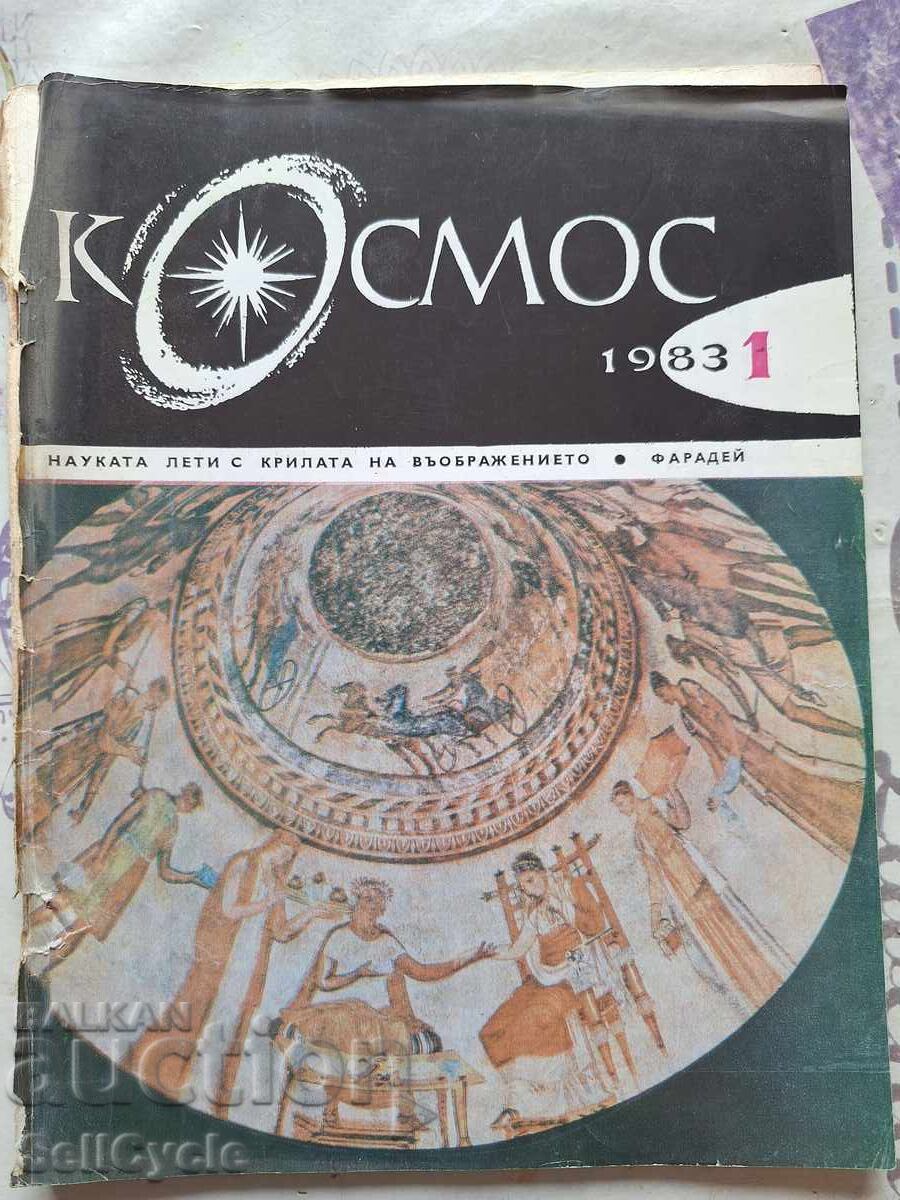 КОСМОС
1983 1
НАУКАТА ЛЕТИ С КРИЛАТА НА ВЪОБРАЖЕНИЕТО • ФАРАДЕЙ
BALKAN
auction
SellCycle